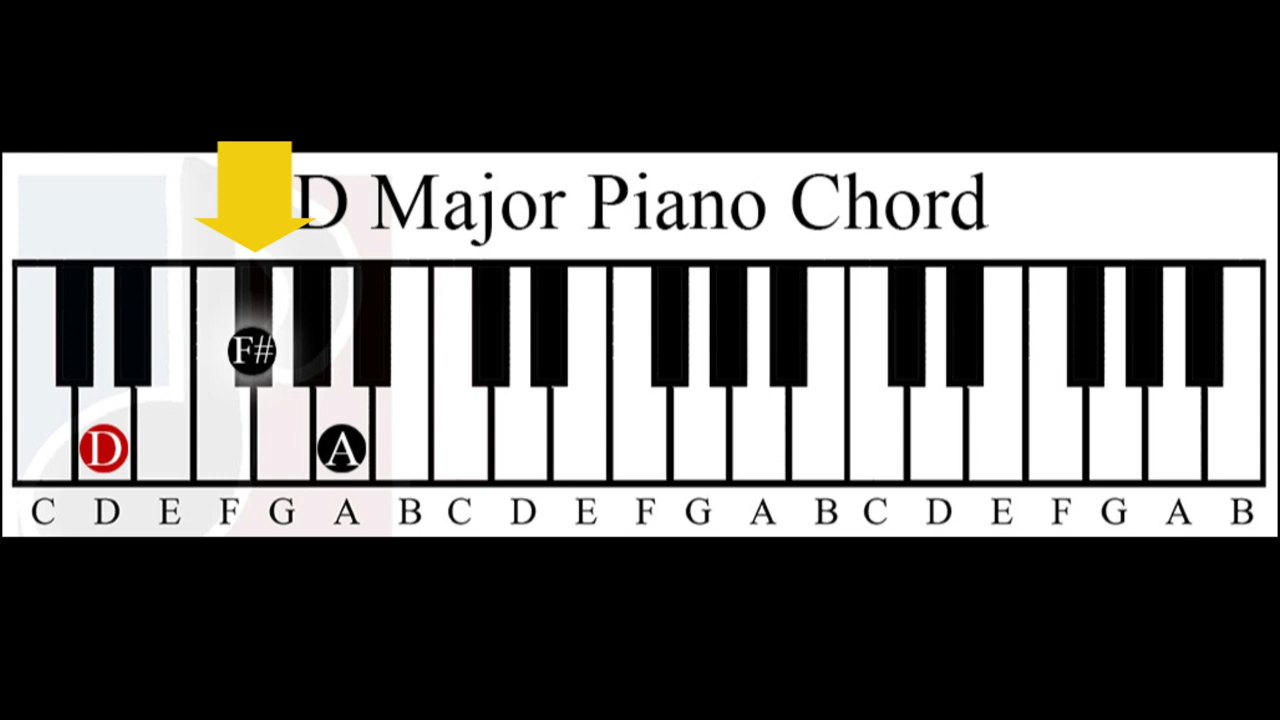 D Major Piano Chord
F#
D A
C D E F G A B C D E F G A B C D E F G A B